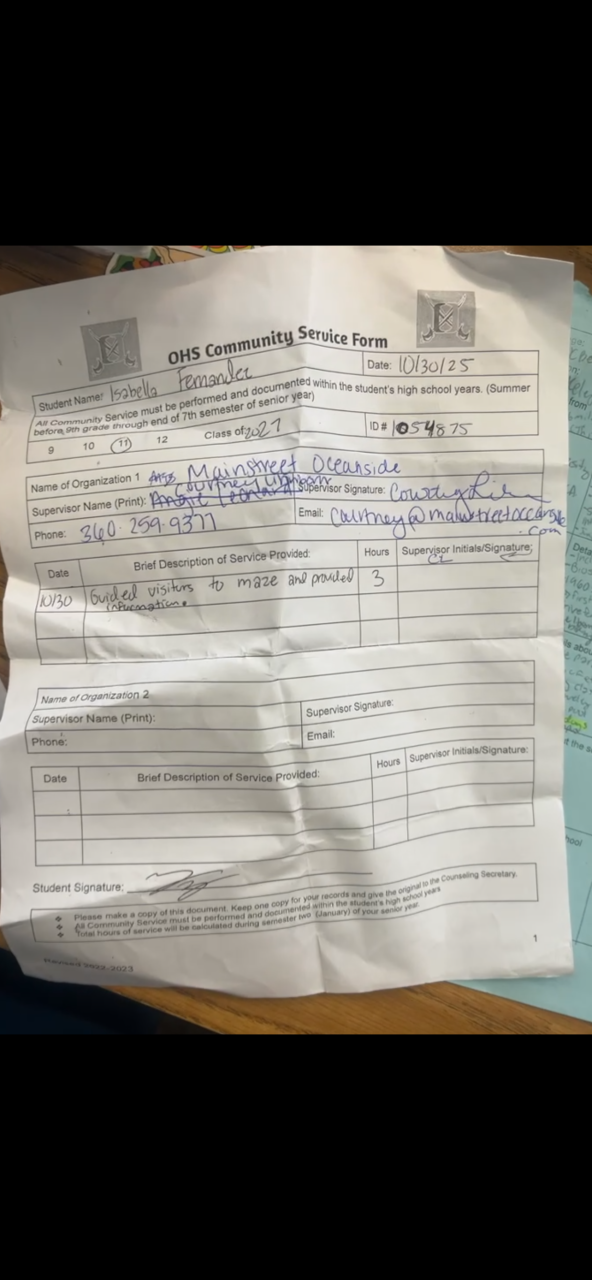 OHS Community Service Form
Student Name: Isabella Fernandez
Date: 10/30/25
All Community Service must be performed and documented within the student's high school years. (Summer
before 9th grade through end of 7th semester of senior year)
9 10 (11) 12 Class of: 2027
ID # 1054875
Name of Organization 1 Mainstreet Oceanside
Supervisor Name (Print): Courtney
Supervisor Signature:
Phone: 360-259-9377
Email:
.com
Date Brief Description of Service Provided: Hours Supervisor Initials/Signature:
CL
10/30 Guided visitors to maze and provided 3
information.
Name of Organization 2
Supervisor Name (Print):
Supervisor Signature:
Phone:
Email:
Date Brief Description of Service Provided: Hours Supervisor Initials/Signature:
Student Signature:
❖ Please make a copy of this document. Keep one copy for your records and give the original to the Counseling Secretary.
❖ All Community Service must be performed and documented within the student's high school years
❖ Total hours of service will be calculated during semester two (January) of your senior year.
1
Revised 2022-2023